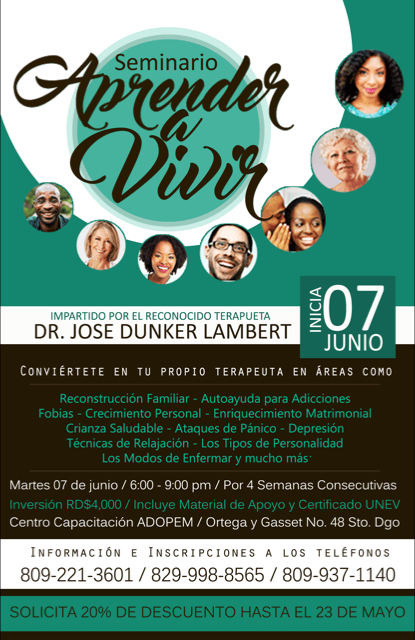 Seminario
Aprender
a
Vivir
IMPARTIDO POR EL RECONOCIDO TERAPUETA
DR. JOSE DUNKER LAMBERT
INICIA
07
JUNIO
Conviértete en tu propio terapeuta en áreas como
Reconstrucción Familiar - Autoayuda para Adicciones
Fobias - Crecimiento Personal - Enriquecimiento Matrimonial
Crianza Saludable - Ataques de Pánico - Depresión
Técnicas de Relajación - Los Tipos de Personalidad
Los Modos de Enfermar y mucho más·
Martes 07 de junio / 6:00 - 9:00 pm / Por 4 Semanas Consecutivas
Inversión RD$4,000 / Incluye Material de Apoyo y Certificado UNEV
Centro Capacitación ADOPEM / Ortega y Gasset No. 48 Sto. Dgo
Información e Inscripciones a los teléfonos
809-221-3601 / 829-998-8565 / 809-937-1140
SOLICITA 20% DE DESCUENTO HASTA EL 23 DE MAYO